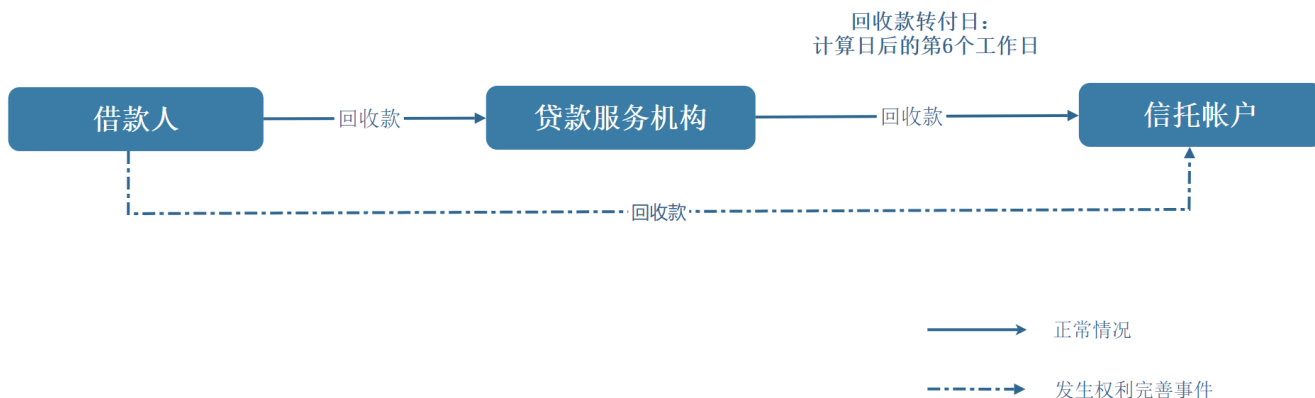 回收款转付日：
计算日后的第6个工作日
借款人
回收款
贷款服务机构
回收款
信托帐户
回收款
正常情况
发生权利完善事件